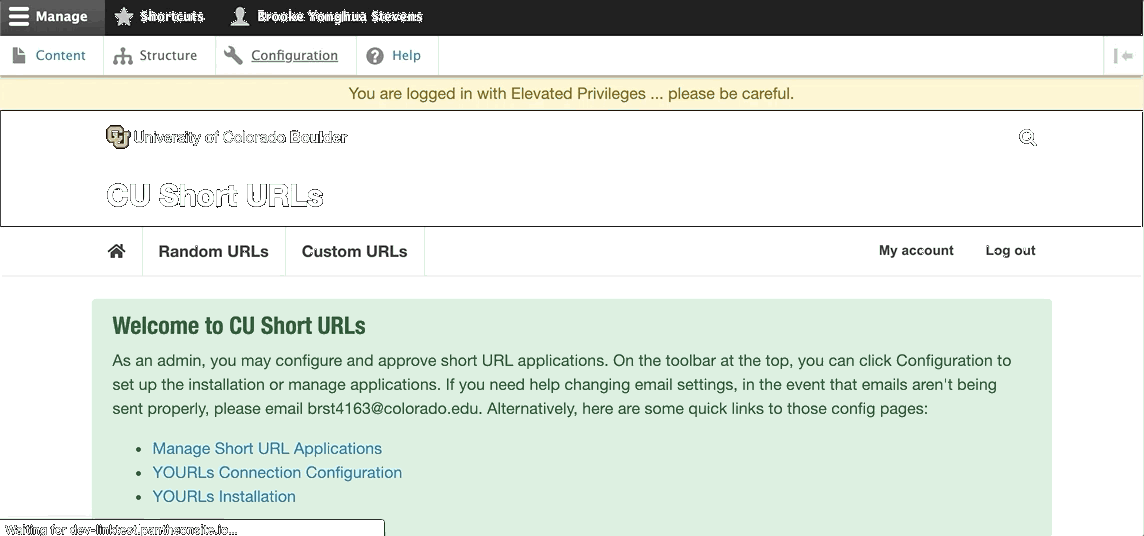 Manage Shortcuts Brooke Yonghua Stevens
Content Structure Configuration Help
You are logged in with Elevated Privileges ... please be careful.
University of Colorado Boulder
CU Short URLs
Random URLs Custom URLs My account Log out
Welcome to CU Short URLs
As an admin, you may configure and approve short URL applications. On the toolbar at the top, you can click Configuration to
set up the installation or manage applications. If you need help changing email settings, in the event that emails aren't being
sent properly, please email brst4163@colorado.edu. Alternatively, here are some quick links to those config pages:
• Manage Short URL Applications
• YOURLs Connection Configuration
• YOURLs Installation
Waiting for dev-linktest.pantheonsite.io...